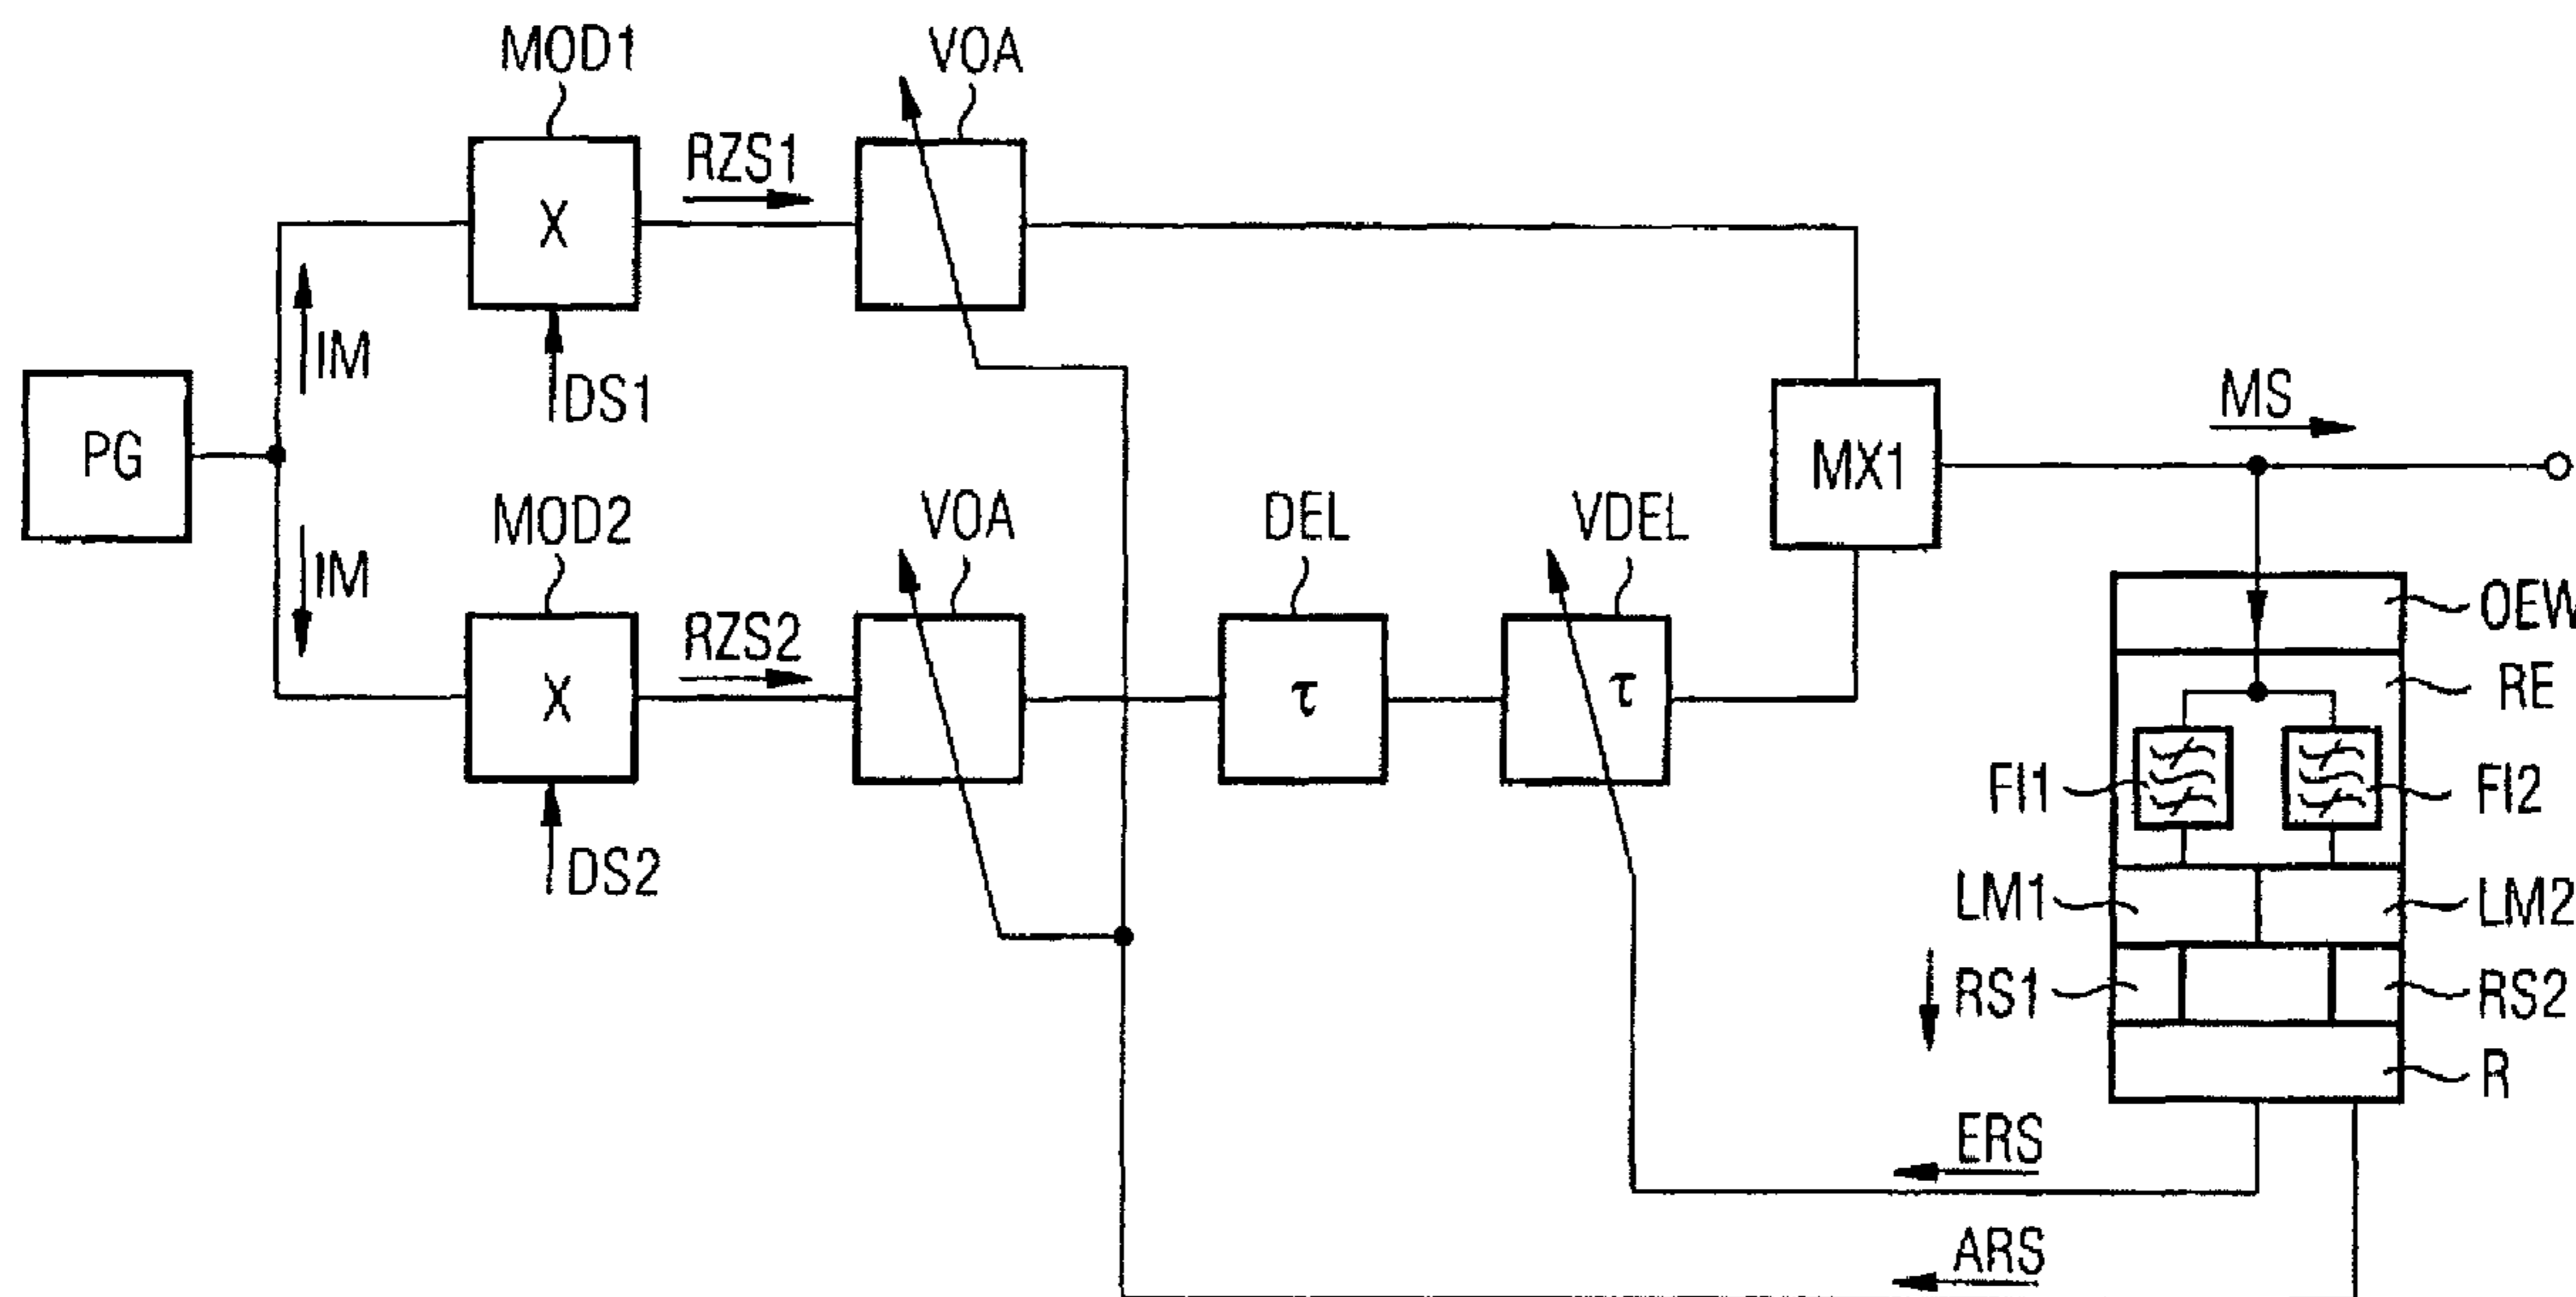 MOD1
VOA
RZS1
X
IM
DS1
PG
MS
MX1
MOD2
VOA
DEL
VDEL
IM
OEW
RZS2
RE
X
τ
τ
FI1
FI2
DS2
LM1
LM2
RS1
RS2
R
ERS
ARS